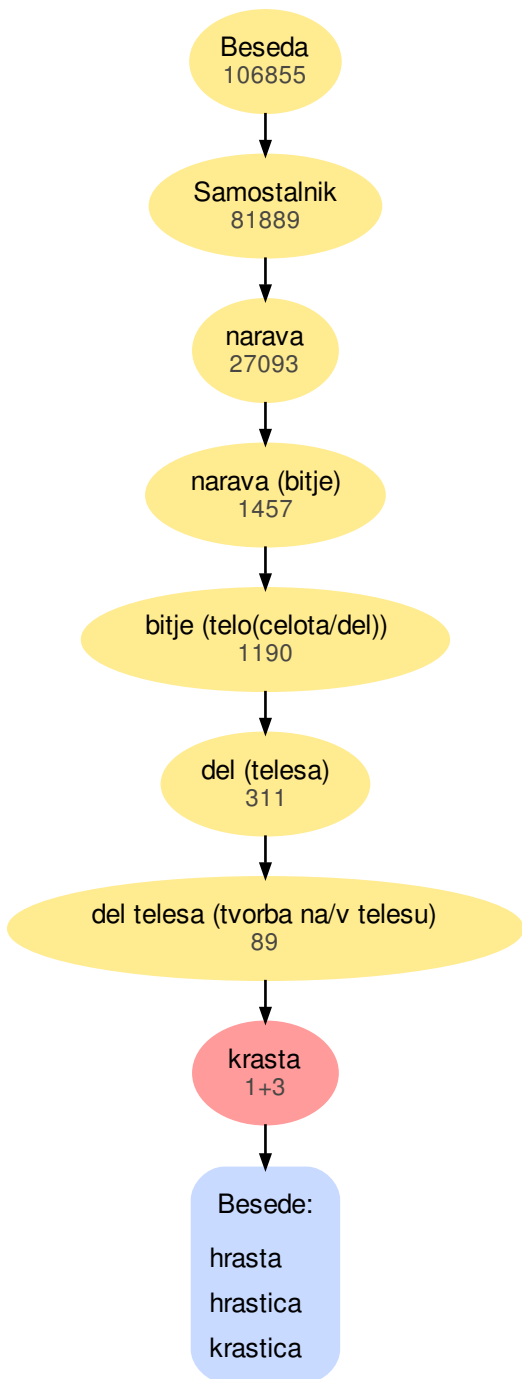 Beseda
106855
Samostalnik
81889
narava
27093
narava (bitje)
1457
bitje (telo(celota/del))
1190
del (telesa)
311
del telesa (tvorba na/v telesu)
89
krasta
1+3
Besede:
hrasta
hrastica
krastica